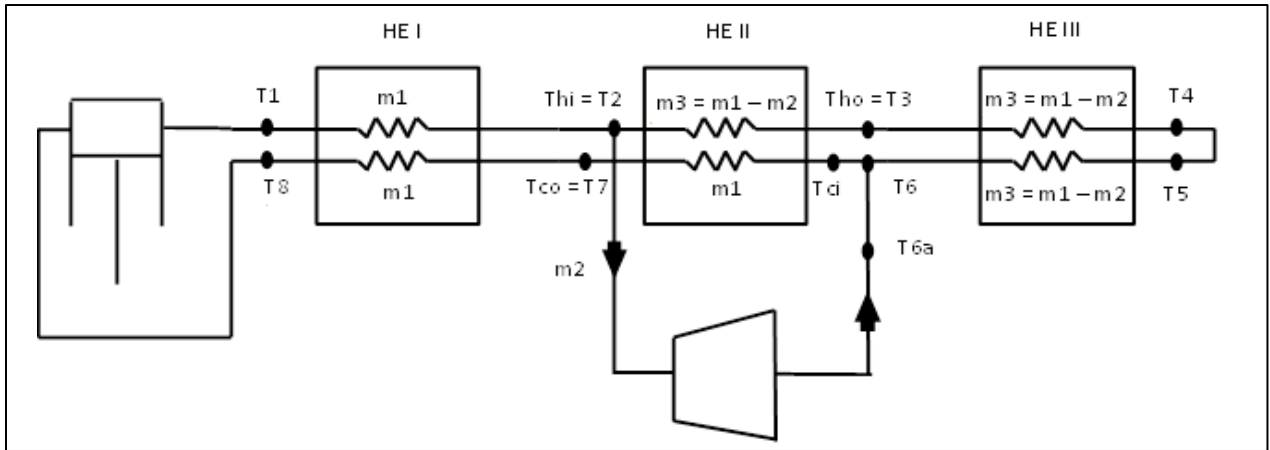 HE I
HE II
HE III
T1
m1
Thi = T2
m3 = m1 – m2
Tho = T3
m3 = m1 – m2
T4
T8
m1
Tco = T7
m1
Tci
T6
m3 = m1 – m2
T5
m2
T6a